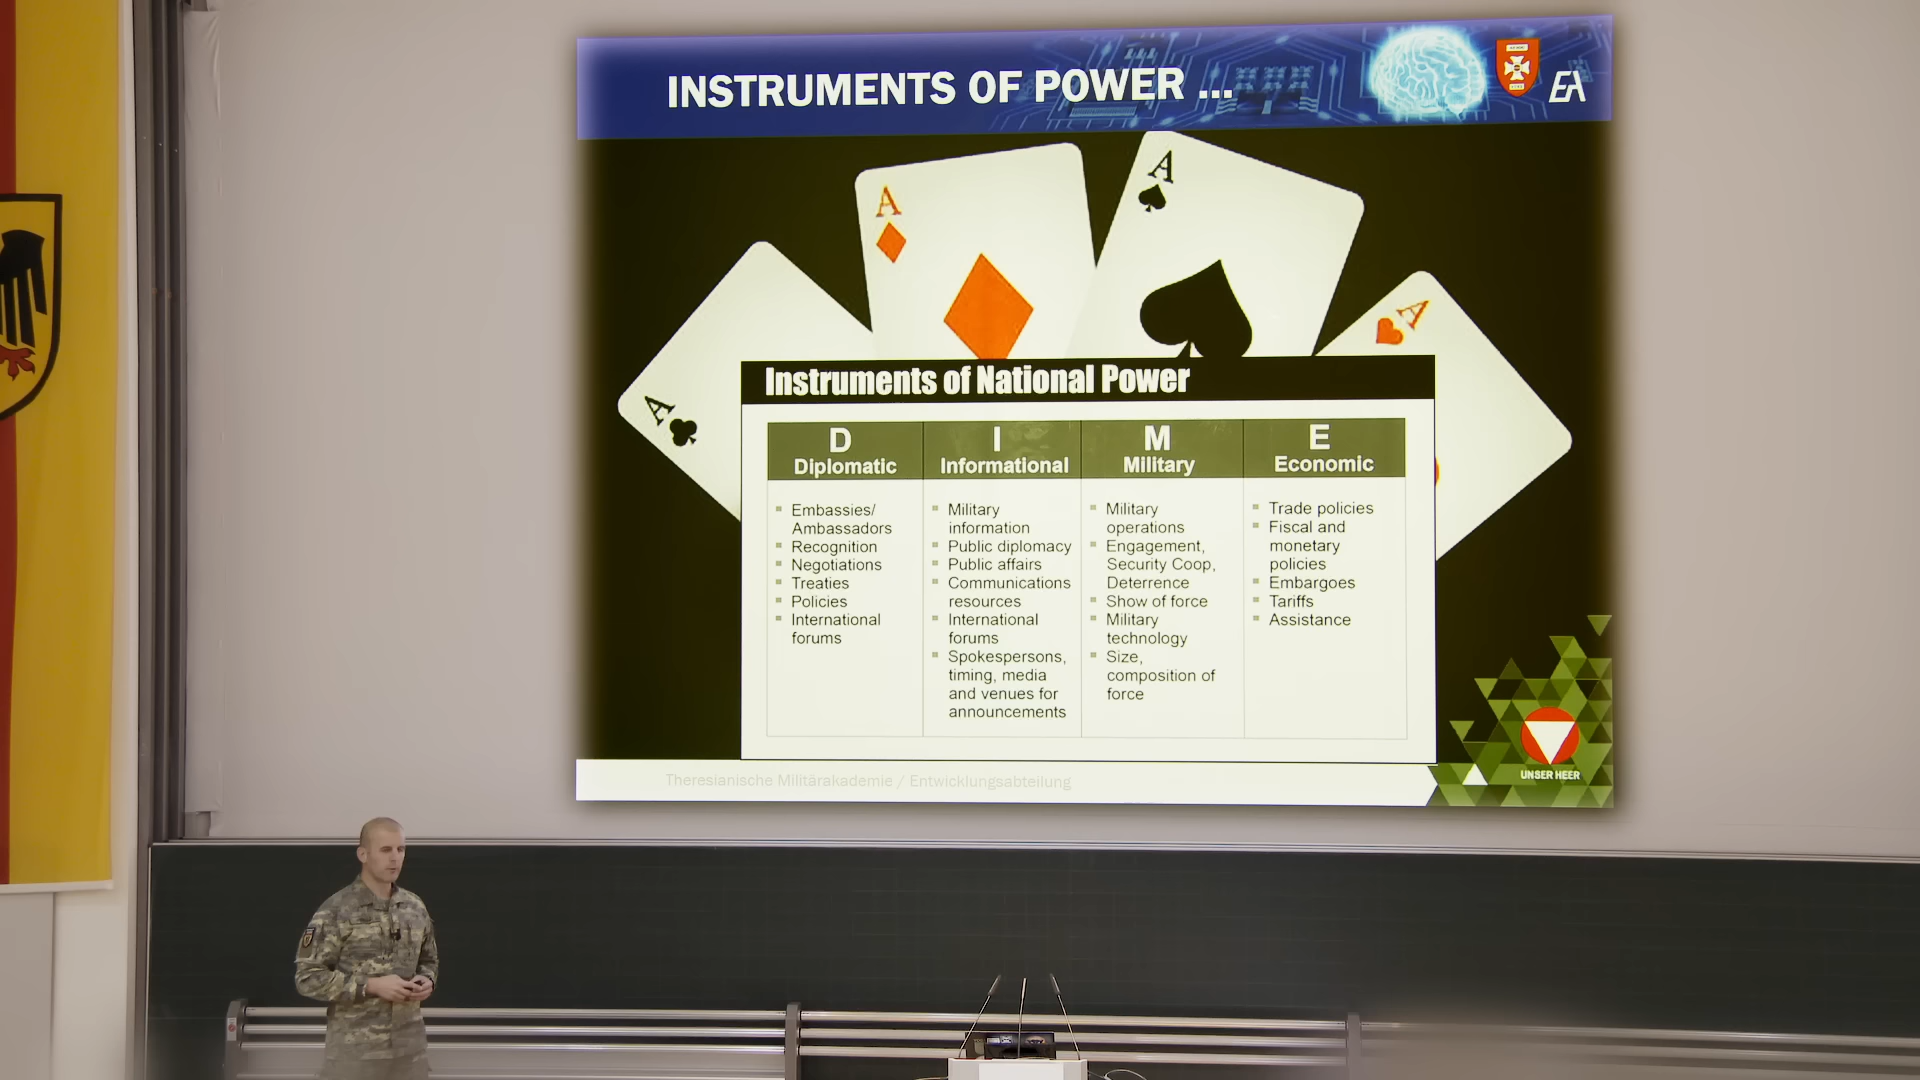 INSTRUMENTS OF POWER ...
EA
A
A
A
A
Instruments of National Power
D
Diplomatic
Embassies/
Ambassadors
Recognition
Negotiations
Treaties
Policies
International
forums
I
Informational
Military
information
Public diplomacy
Public affairs
Communications
resources
International
forums
Spokespersons,
timing, media
and venues for
announcements
M
Military
Military
operations
Engagement,
Security Coop,
Deterrence
Show of force
Military
technology
Size,
composition of
force
E
Economic
Trade policies
Fiscal and
monetary
policies
Embargoes
Tariffs
Assistance
Theresianische Militärakademie / Entwicklungsabteilung
UNSER HEER